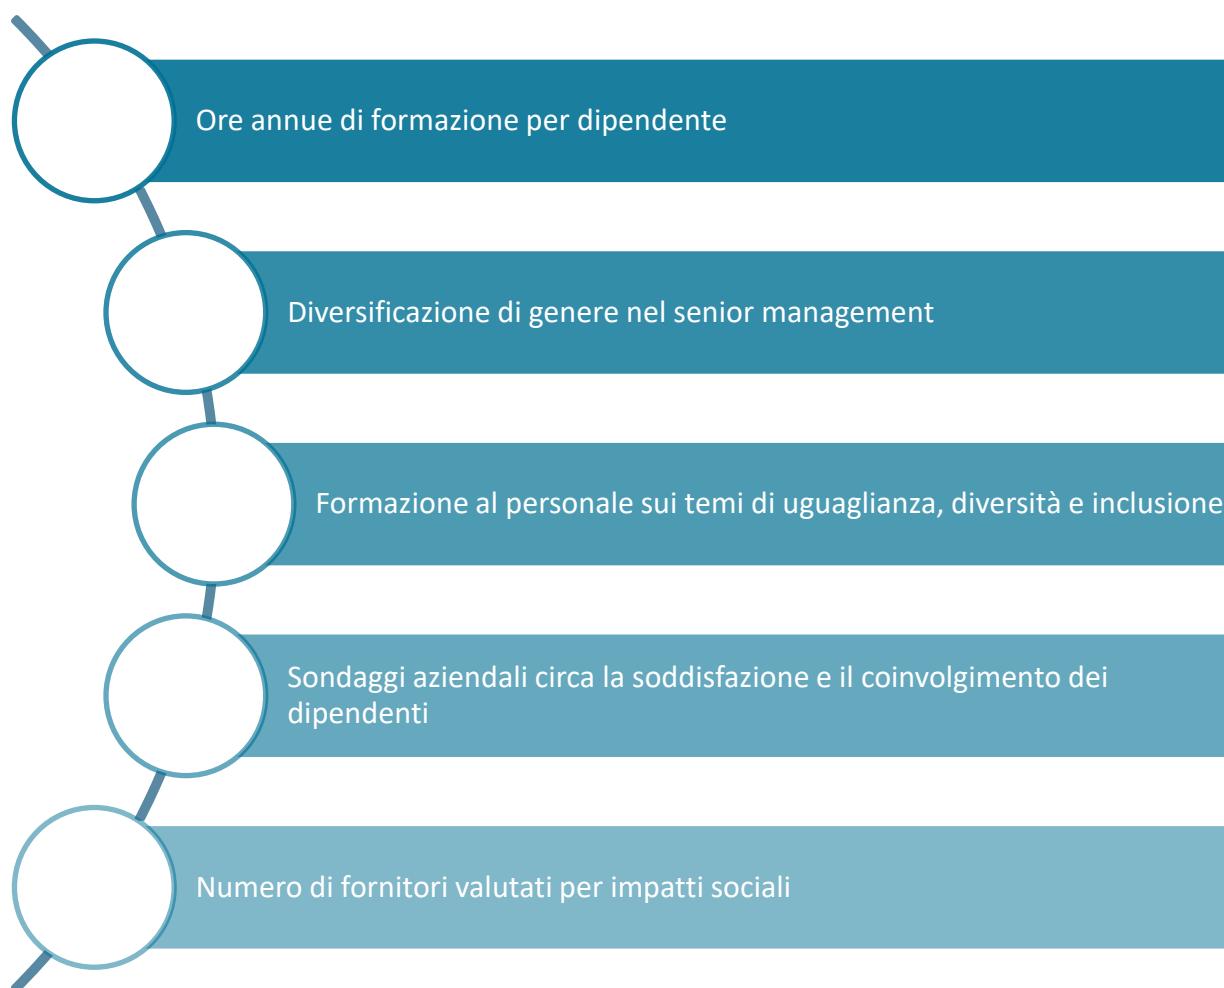 Ore annue di formazione per dipendente
Diversificazione di genere nel senior management
Formazione al personale sui temi di uguaglianza, diversità e inclusione
Sondaggi aziendali circa la soddisfazione e il coinvolgimento dei
dipendenti
Numero di fornitori valutati per impatti sociali